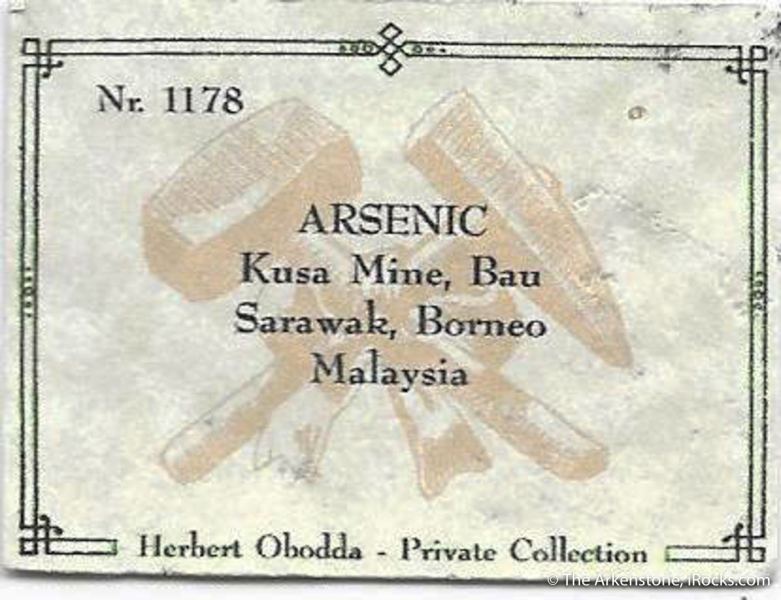 Nr. 1178
ARSENIC
Kusa Mine, Bau
Sarawak, Borneo
Malaysia
Herbert Obodda - Private Collection
© The Arkenstone, iRocks.com